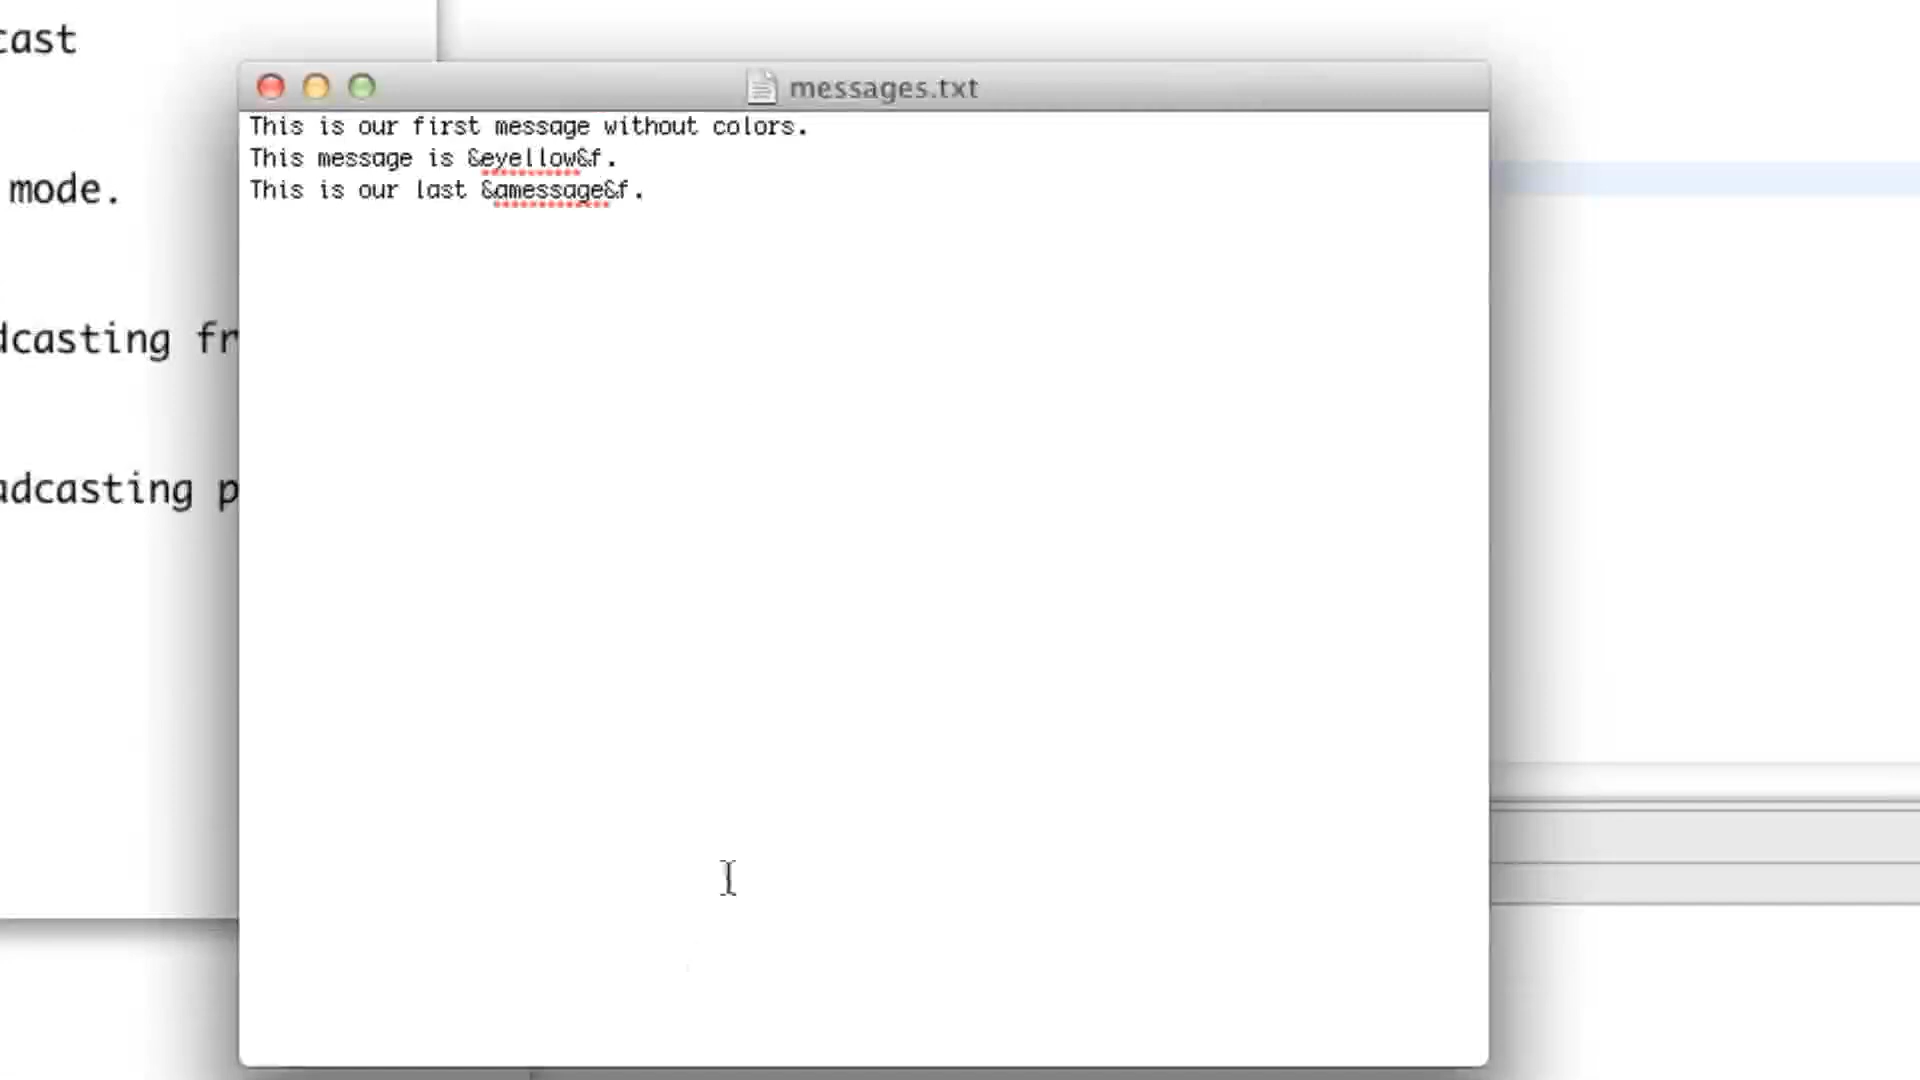 cast
mode.
dcasting fr
adcasting p
messages.txt
This is our first message without colors.
This message is &eyellow&f.
This is our last &amessage&f.